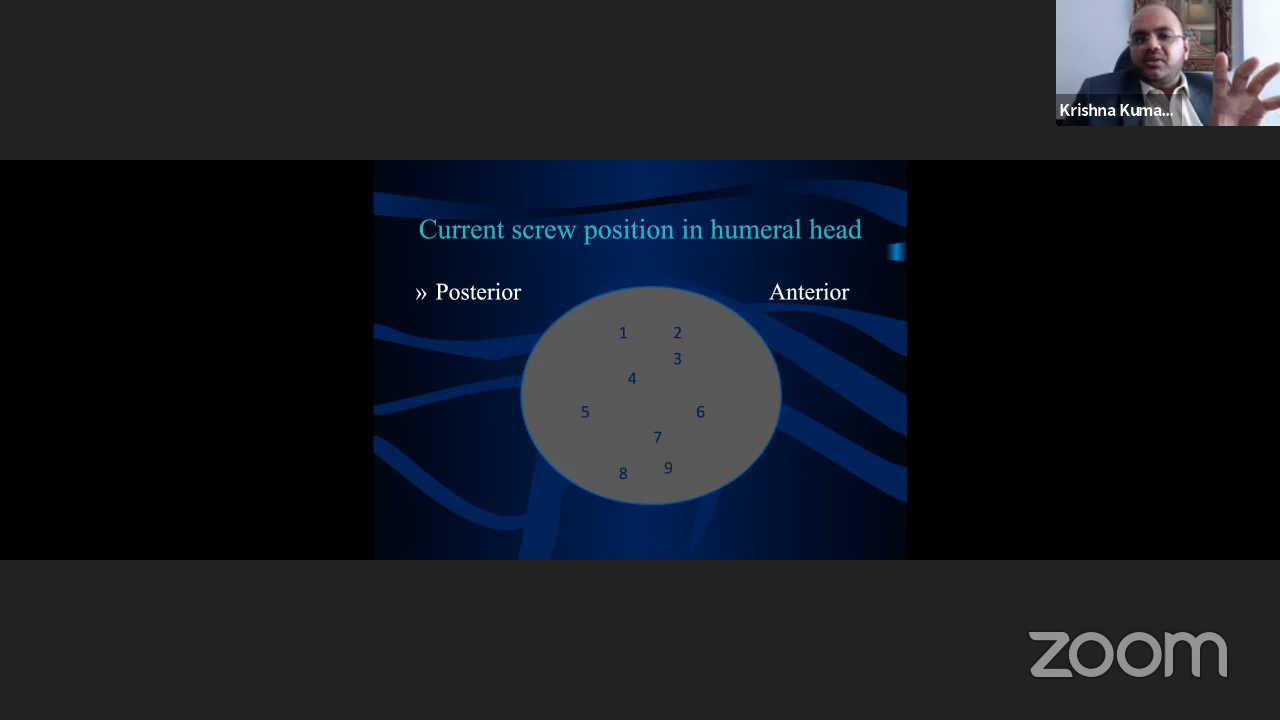 Krishna Kuma...
Current screw position in humeral head
» Posterior Anterior
1 2
3
4
5 6
7
8 9
zoom